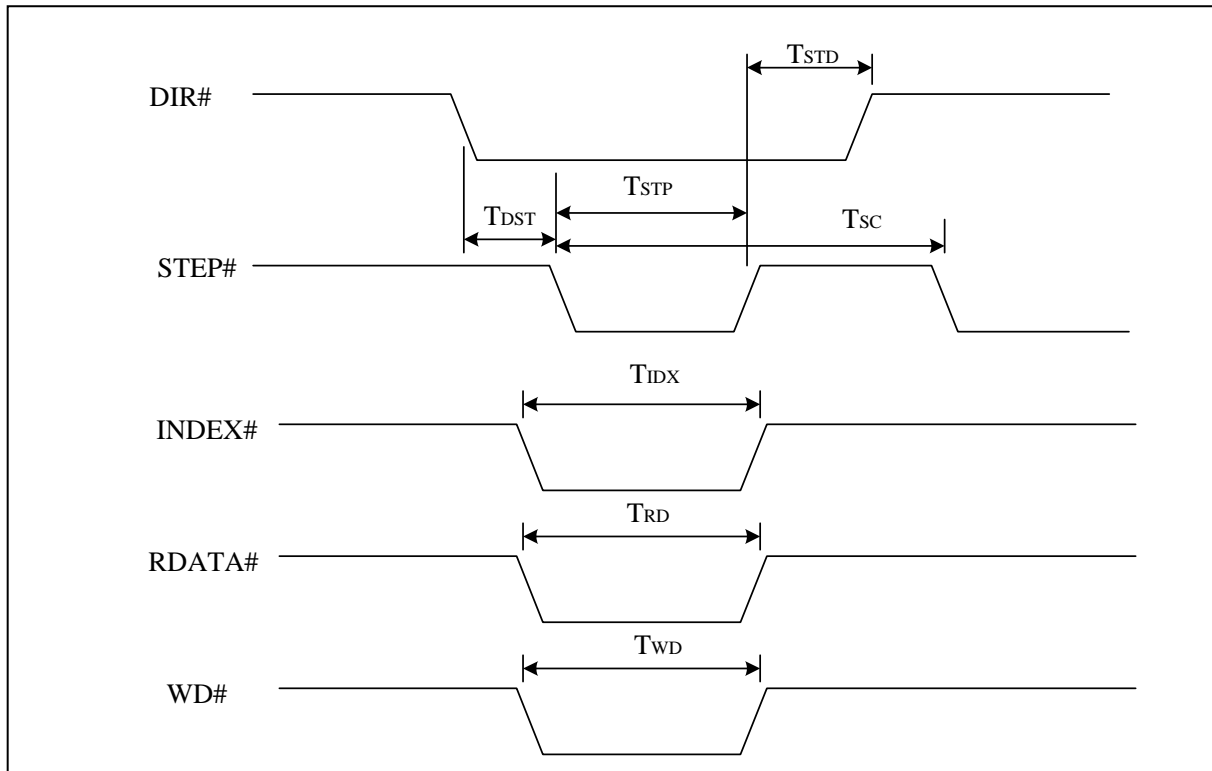 TSTD
DIR#
TSTP
TDST
TSC
STEP#
TIDX
INDEX#
TRD
RDATA#
TWD
WD#